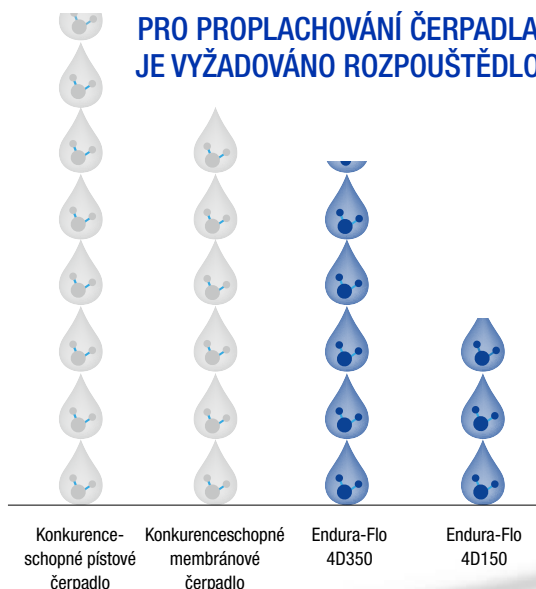 PRO PROPLACHOVÁNÍ ČERPADLA
JE VYŽADOVÁNO ROZPOUŠTĚDLO
Konkurence-
schopné pístové
čerpadlo
Konkurenceschopné
membránové
čerpadlo
Endura-Flo
4D350
Endura-Flo
4D150